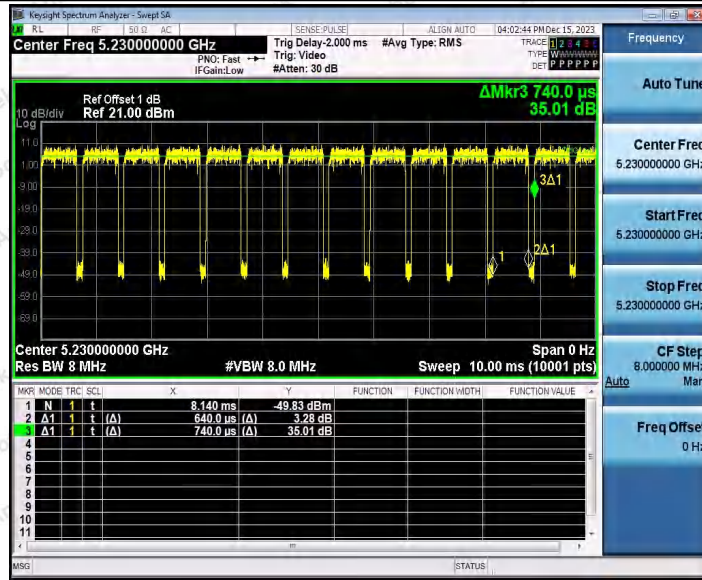 Keysight Spectrum Analyzer - Swept SA
RL RF 50 Ω AC SENSE:PULSE ALIGN AUTO 04:02:44 PM Dec 15, 2023
Center Freq 5.230000000 GHz
PNO: Fast
IFGain:Low
Trig Delay-2.000 ms
Trig: Video
#Atten: 30 dB
#Avg Type: RMS
TRACE 1 2 3 4 5 6
TYPE WWWWWW
DET P P P P P P
ΔMkr3 740.0 µs
35.01 dB
Ref Offset 1 dB
10 dB/div Ref 21.00 dBm
Log
11.0
1.00
-9.00
-19.0
-29.0
-39.0
-49.0
-59.0
-69.0
3Δ1
1
2Δ1
Center 5.230000000 GHz Span 0 Hz
Res BW 8 MHz #VBW 8.0 MHz Sweep 10.00 ms (10001 pts)
MKR MODE TRC SCL X Y FUNCTION FUNCTION WIDTH FUNCTION VALUE
1 N 1 t 8.140 ms -49.83 dBm
2 Δ1 1 t (Δ) 640.0 µs (Δ) 3.28 dB
3 Δ1 1 t (Δ) 740.0 µs (Δ) 35.01 dB
4
5
6
7
8
9
10
11
MSG STATUS
Frequency
Auto Tune
Center Freq
5.230000000 GHz
Start Freq
5.230000000 GHz
Stop Freq
5.230000000 GHz
CF Step
8.000000 MHz
Auto Man
Freq Offset
0 Hz